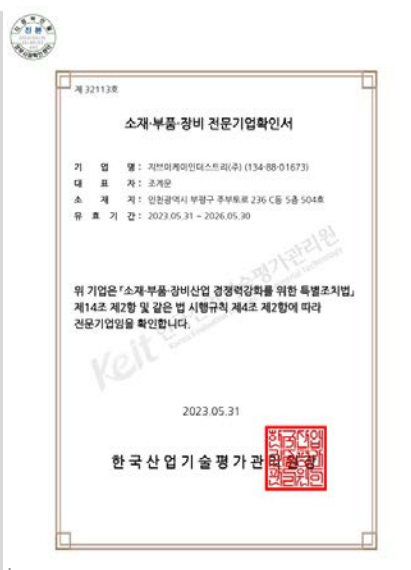 제 32113호
소재·부품·장비 전문기업확인서
기 업 명 : 지브이케이인더스트리(주) (134-88-01673)
대 표 자 : 조계문
소 재 지 : 인천광역시 부평구 주부토로 236 C동 5층 504호
유 효 기 간 : 2023.05.31 ~ 2026.05.30
위 기업은 「소재·부품·장비산업 경쟁력강화를 위한 특별조치법」
제14조 제2항 및 같은 법 시행규칙 제4조 제2항에 따라
전문기업임을 확인합니다.
Keit
2023.05.31
한국산업기술평가관리원장